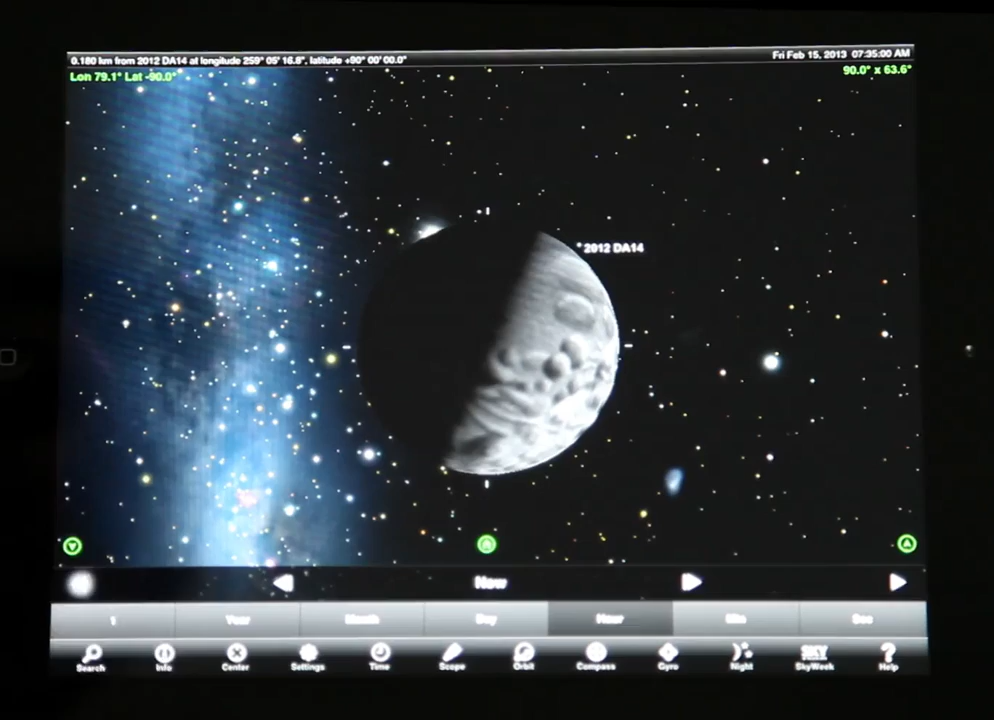 0.180 km from 2012 DA14 at longitude 259° 05' 16.8", latitude +90° 00' 00.0"
Fri Feb 15, 2013 07:35:00 AM
Lon 79.1° Lat -90.0°
90.0° x 63.6°
2012 DA14
Now
Year Month Day Hour Min Sec
Search Info Center Settings Time Scope Orbit Compass Gyro Night SKY SkyWeek Help